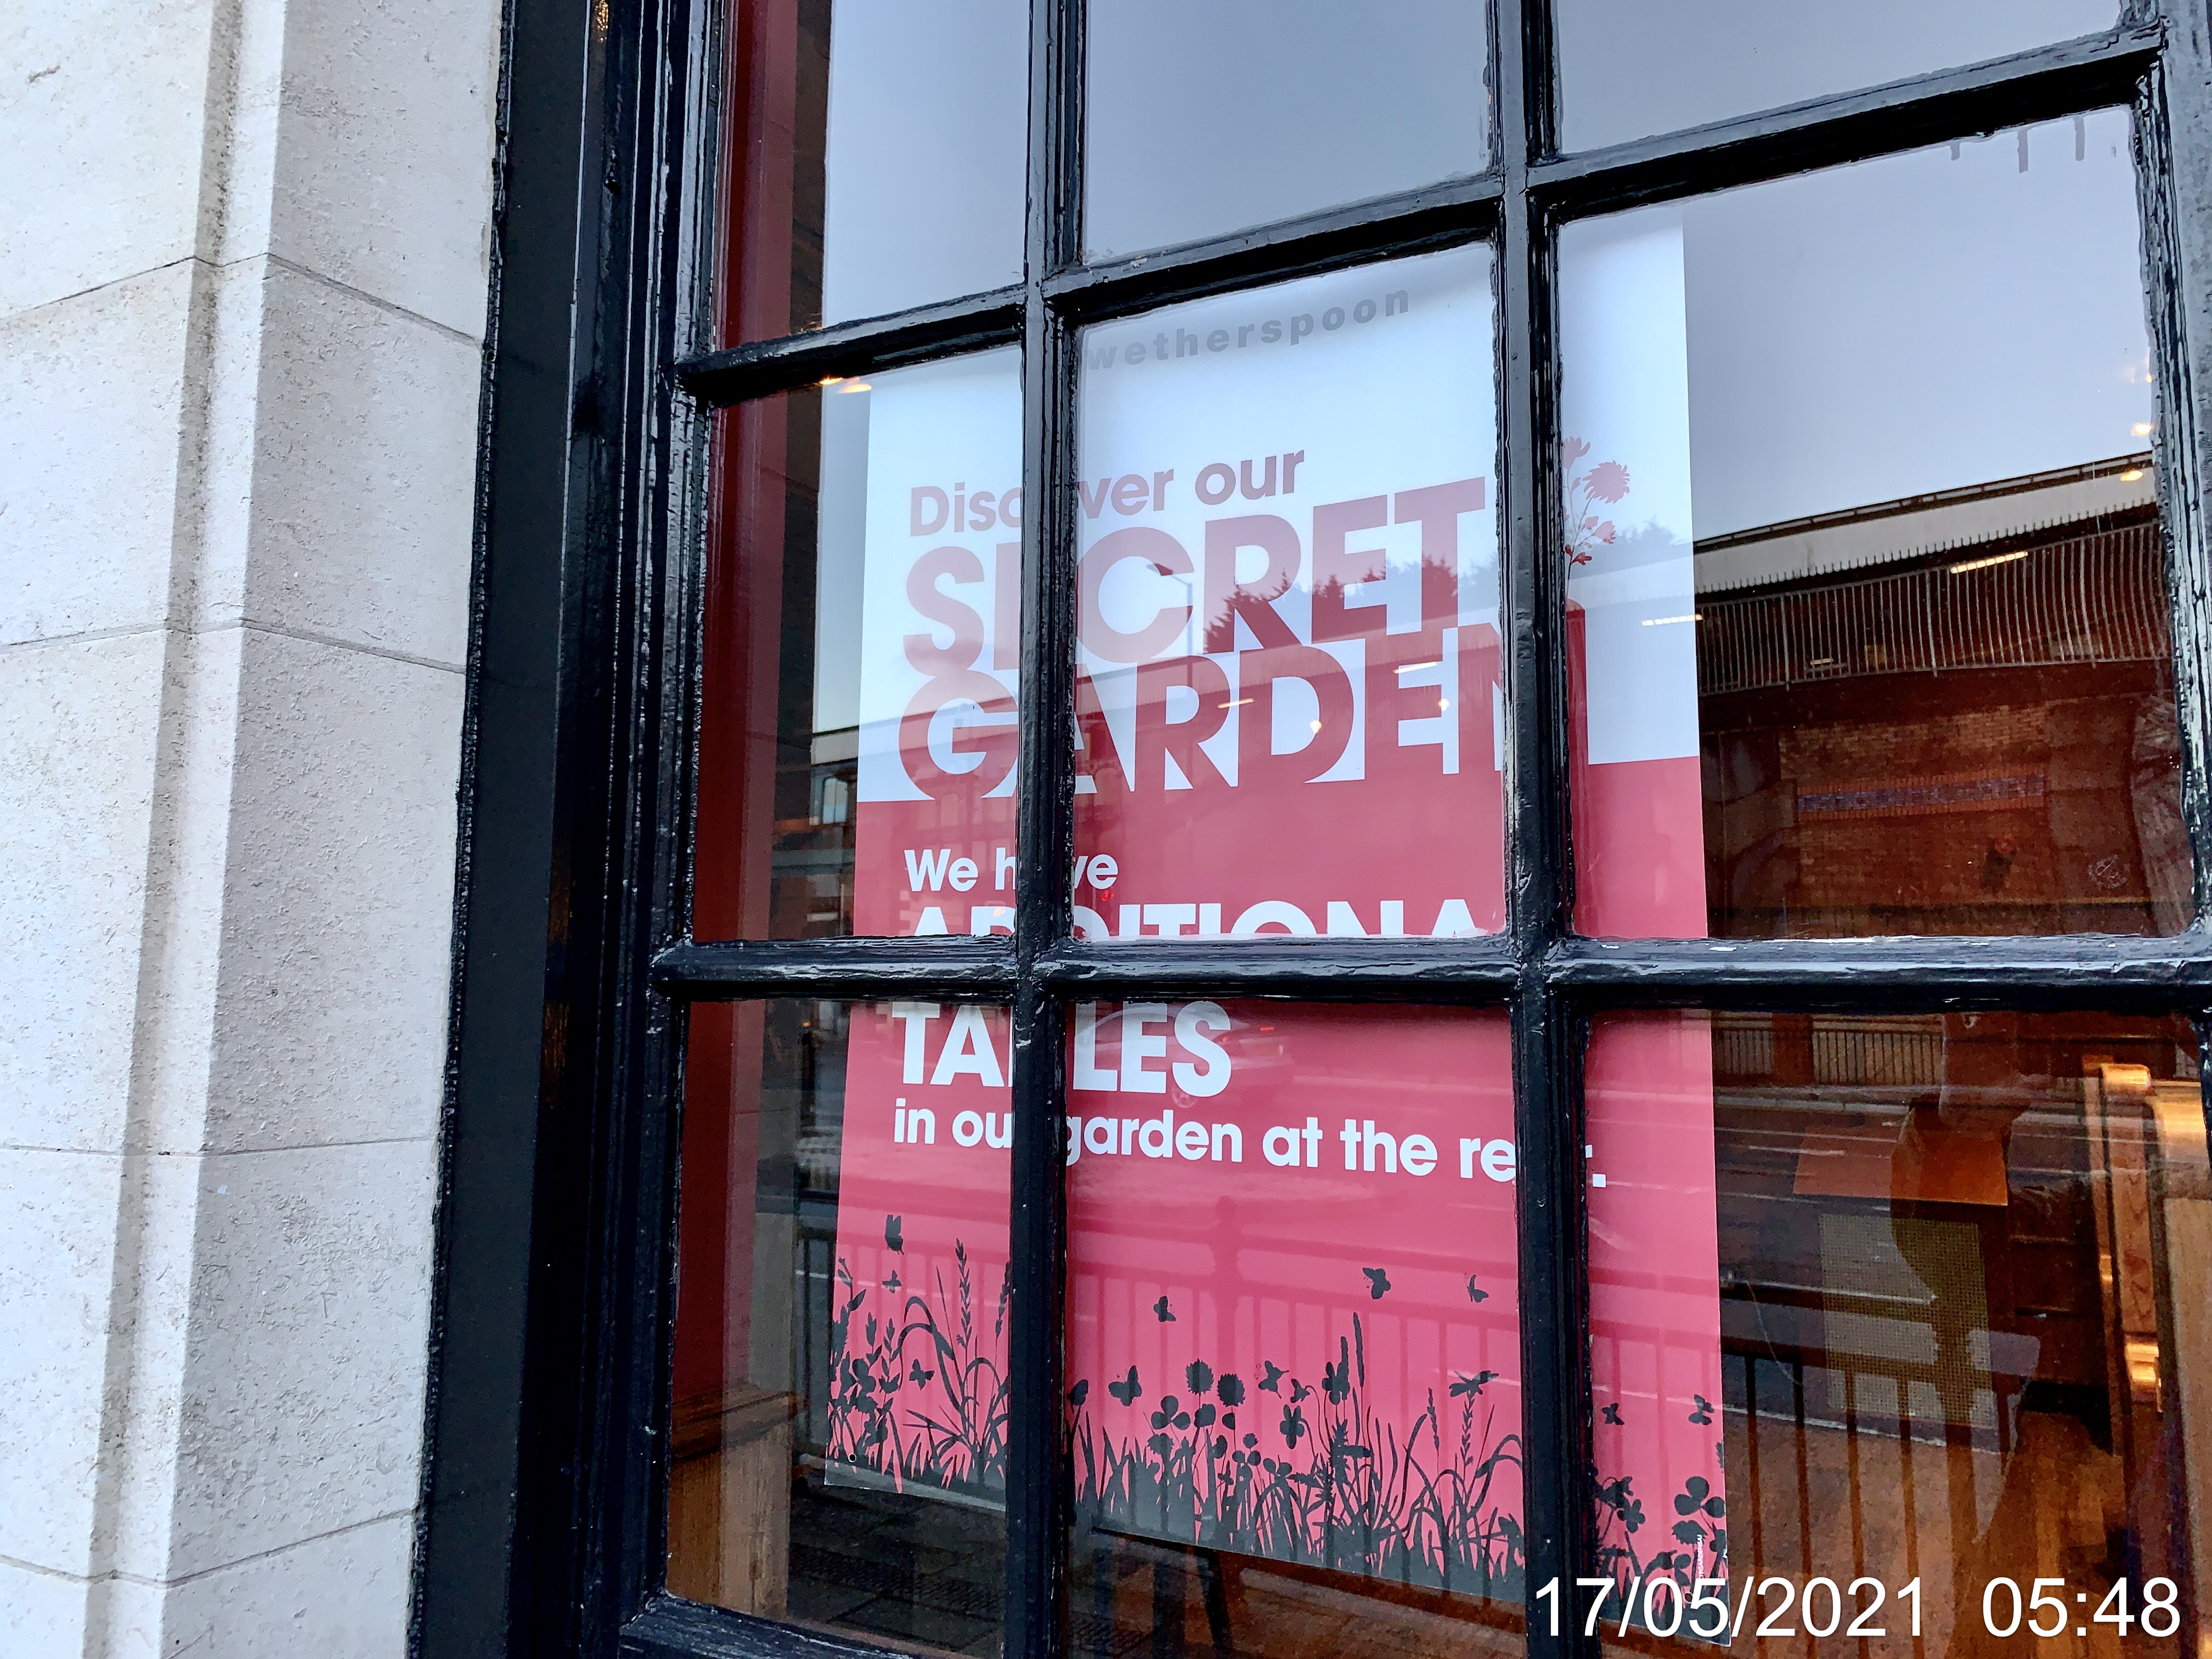 wetherspoon
Discover our
SECRET
GARDEN
We have
ADDITIONAL
TABLES
in our garden at the rear.
17/05/2021 05:48